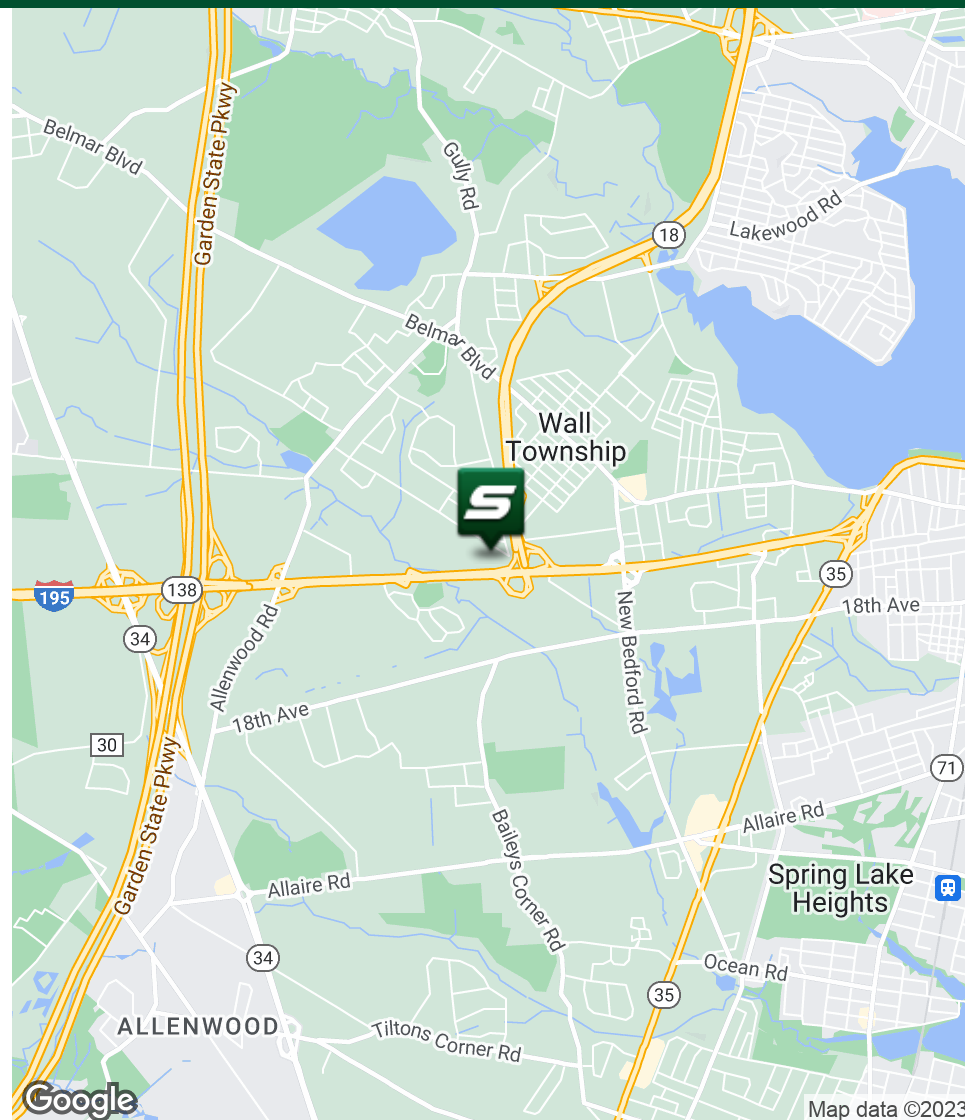 Belmar Blvd
Garden State Pkwy
Gully Rd
Lakewood Rd
18
Belmar Blvd
Wall
Township
S
195
138
34
35
18th Ave
Allenwood Rd
New Bedford Rd
18th Ave
30
Garden State Pkwy
71
Baileys Corner Rd
Allaire Rd
Allaire Rd
Spring Lake
Heights
34
Ocean Rd
35
ALLENWOOD
Tiltons Corner Rd
Google
Map data ©2023